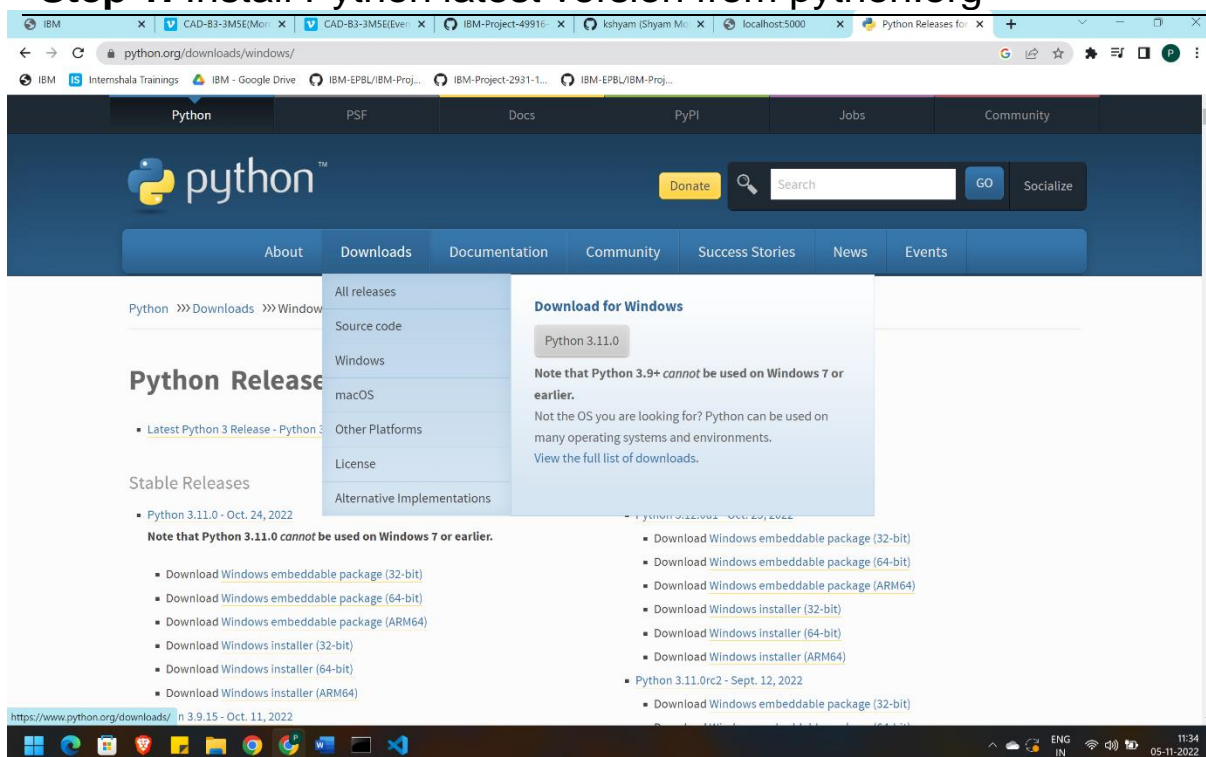 Step 4: Install Python latest version from python.org
IBM CAD-B3-3M5E(Mor CAD-B3-3M5E(Even IBM-Project-49916- kshyam (Shyam Mo localhost:5000 Python Releases for
python.org/downloads/windows/
IBM Internshala Trainings IBM - Google Drive IBM-EPBL/IBM-Proj... IBM-Project-2931-1... IBM-EPBL/IBM-Proj...
Python PSF Docs PyPI Jobs Community
python™ Donate Search GO Socialize
About Downloads Documentation Community Success Stories News Events
Python >>> Downloads >>> Window
All releases
Source code
Windows
macOS
Other Platforms
License
Alternative Implementations
Download for Windows
Python 3.11.0
Note that Python 3.9+ cannot be used on Windows 7 or
earlier.
Not the OS you are looking for? Python can be used on
many operating systems and environments.
View the full list of downloads.
Python Release
Latest Python 3 Release - Python 3
Stable Releases
Python 3.11.0 - Oct. 24, 2022
Note that Python 3.11.0 cannot be used on Windows 7 or earlier.
Download Windows embeddable package (32-bit)
Download Windows embeddable package (64-bit)
Download Windows embeddable package (ARM64)
Download Windows installer (32-bit)
Download Windows installer (64-bit)
Download Windows installer (ARM64)
n 3.9.15 - Oct. 11, 2022
Download Windows embeddable package (32-bit)
Download Windows embeddable package (64-bit)
Download Windows embeddable package (ARM64)
Download Windows installer (32-bit)
Download Windows installer (64-bit)
Download Windows installer (ARM64)
Python 3.11.0rc2 - Sept. 12, 2022
Download Windows embeddable package (32-bit)
https://www.python.org/downloads/
ENG
IN
11:34
05-11-2022